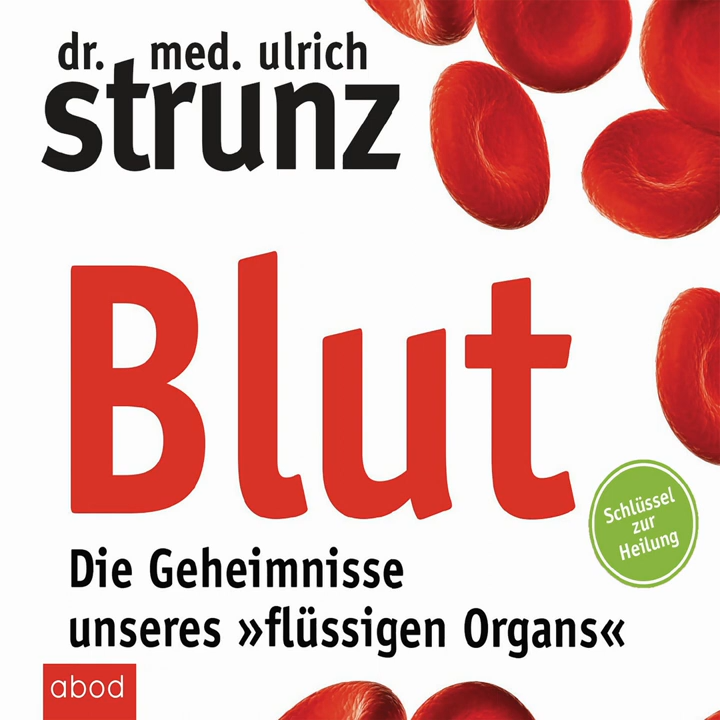 dr. med. ulrich
strunz
Blut
Schlüssel
zur
Heilung
Die Geheimnisse
unseres »flüssigen Organs«
abod